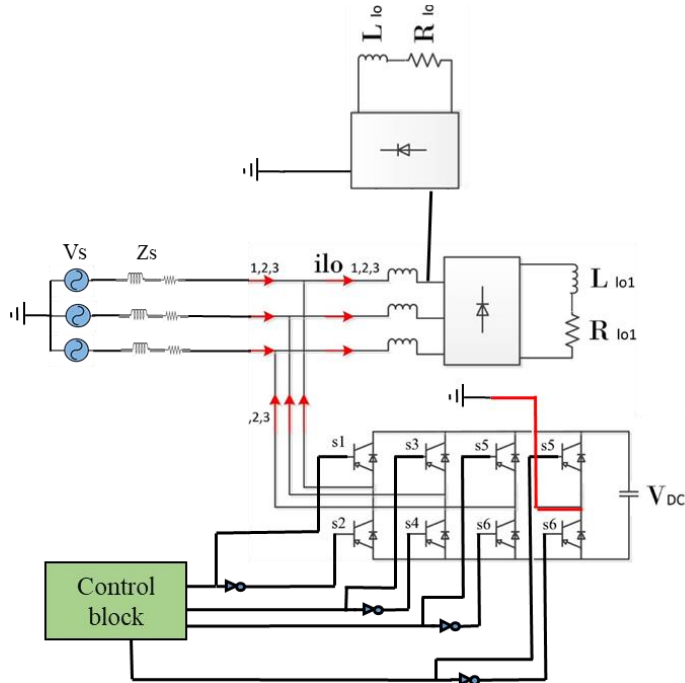 L lo
R lo
Vs
Zs
1,2,3
ilo 1,2,3
L lo1
R lo1
,2,3
s1
s3
s5
s5
VDC
s2
s4
s6
s6
Control
block